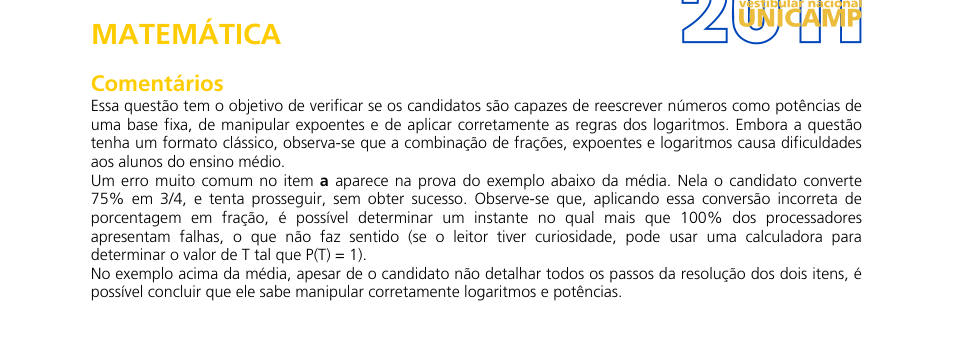 2011
vestibular nacional
UNICAMP
MATEMÁTICA
Comentários
Essa questão tem o objetivo de verificar se os candidatos são capazes de reescrever números como potências de
uma base fixa, de manipular expoentes e de aplicar corretamente as regras dos logaritmos. Embora a questão
tenha um formato clássico, observa-se que a combinação de frações, expoentes e logaritmos causa dificuldades
aos alunos do ensino médio.
Um erro muito comum no item a aparece na prova do exemplo abaixo da média. Nela o candidato converte
75% em 3/4, e tenta prosseguir, sem obter sucesso. Observe-se que, aplicando essa conversão incorreta de
porcentagem em fração, é possível determinar um instante no qual mais que 100% dos processadores
apresentam falhas, o que não faz sentido (se o leitor tiver curiosidade, pode usar uma calculadora para
determinar o valor de T tal que P(T) = 1).
No exemplo acima da média, apesar de o candidato não detalhar todos os passos da resolução dos dois itens, é
possível concluir que ele sabe manipular corretamente logaritmos e potências.